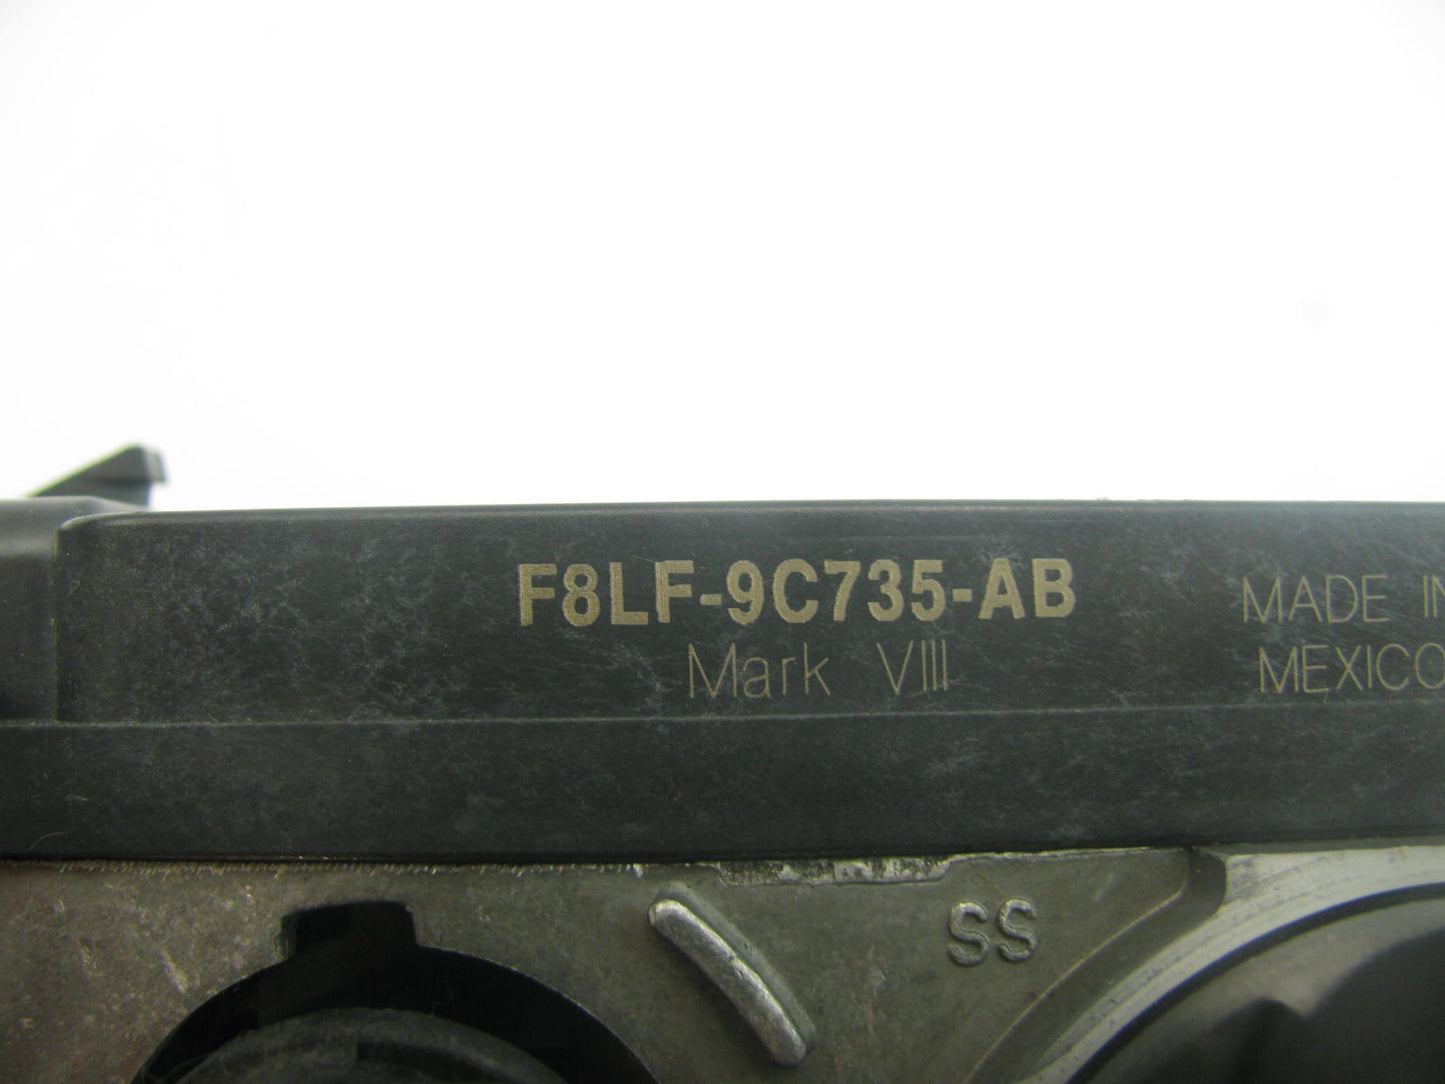 F8LF-9C735-AB
Mark VIII
MADE IN
MEXICO
SS